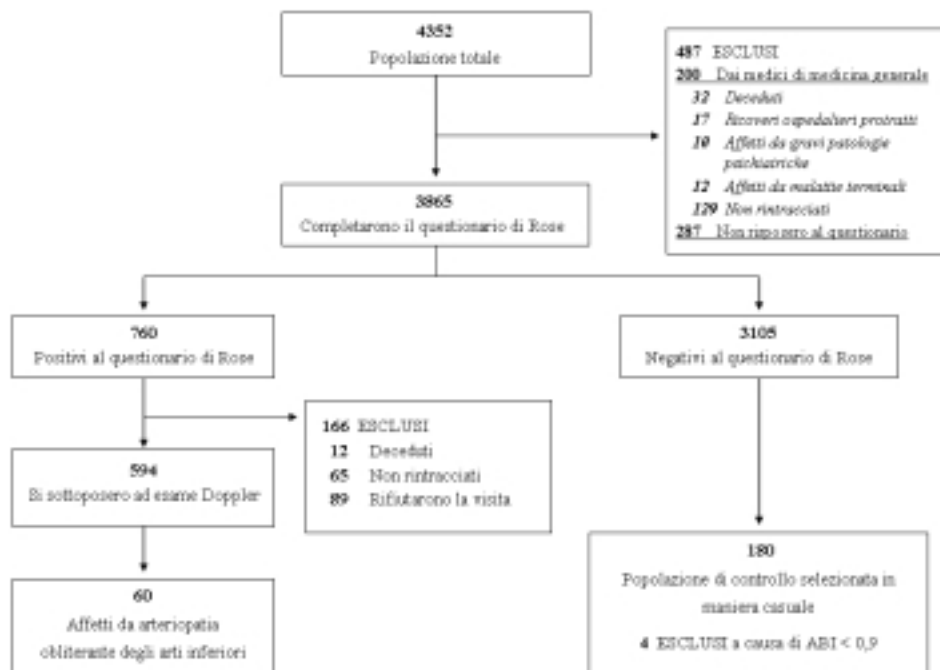 4352
Popolazione totale
487 ESCLUSI
200 Dai medici di medicina generale
32 Deceduti
17 Ricoveri ospedalieri protratti
10 Affetti da gravi patologie
psichiatriche
12 Affetti da malattie terminali
129 Non rintracciati
287 Non risposero al questionario
3865
Completarono il questionario di Rose
760
Positivi al questionario di Rose
3105
Negativi al questionario di Rose
166 ESCLUSI
12 Deceduti
65 Non rintracciati
89 Rifiutarono la visita
594
Si sottoposero ad esame Doppler
60
Affetti da arteriopatia
obliterante degli arti inferiori
180
Popolazione di controllo selezionata in
maniera casuale
4 ESCLUSI a causa di ABI < 0,9